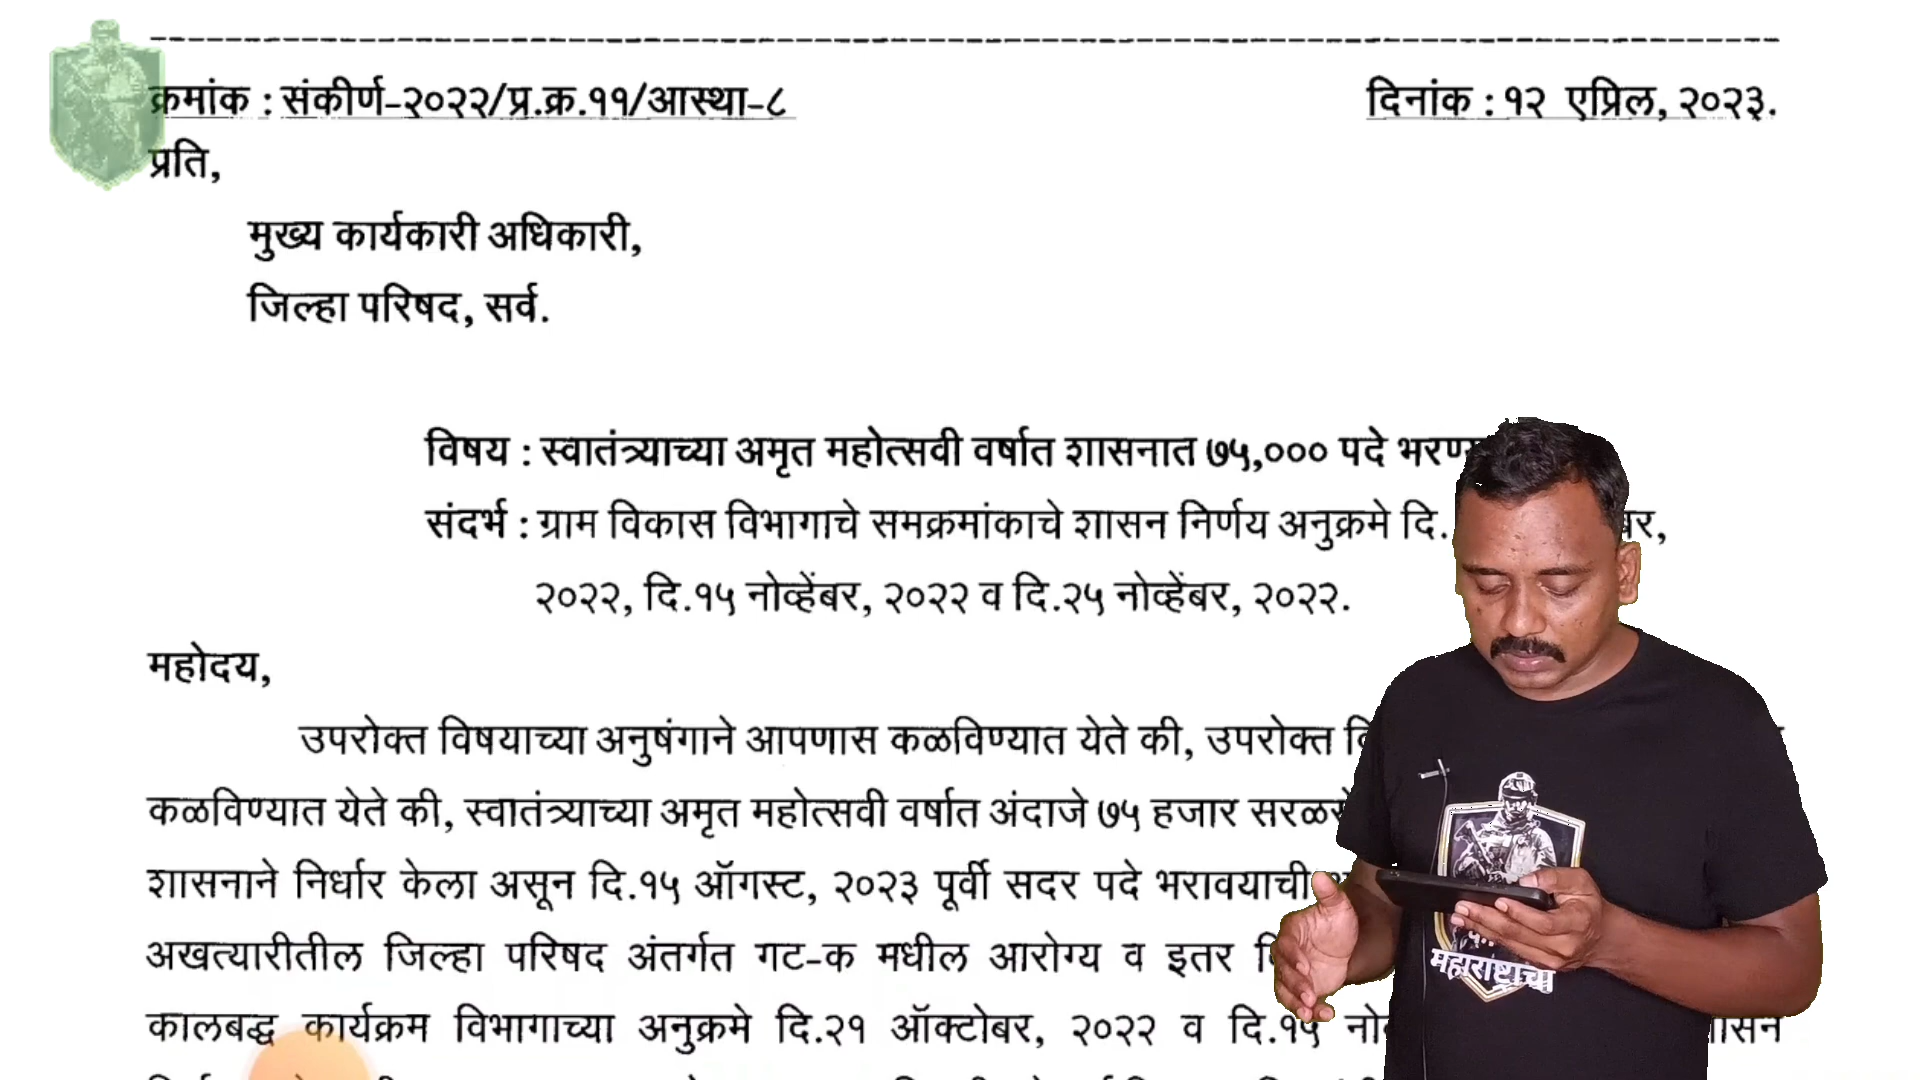 क्रमांक : संकीर्ण-२०२२/प्र.क्र.११/आस्था-८ दिनांक : १२ एप्रिल, २०२३.
प्रति,
मुख्य कार्यकारी अधिकारी,
जिल्हा परिषद, सर्व.
विषय : स्वातंत्र्याच्या अमृत महोत्सवी वर्षात शासनात ७५,००० पदे
संदर्भ : ग्राम विकास विभागाचे समक्रमांकाचे शासन निर्णय अनुक्रमे दि.
२०२२, दि.१५ नोव्हेंबर, २०२२ व दि.२५ नोव्हेंबर, २०२२.
महोदय,
उपरोक्त विषयाच्या अनुषंगाने आपणास कळविण्यात येते की, उपरोक्त
कळविण्यात येते की, स्वातंत्र्याच्या अमृत महोत्सवी वर्षात अंदाजे ७५ हजार
शासनाने निर्धार केला असून दि.१५ ऑगस्ट, २०२३ पूर्वी सदर पदे भरावयाची
अखत्यारीतील जिल्हा परिषद अंतर्गत गट-क मधील आरोग्य व इतर
कालबद्ध कार्यक्रम विभागाच्या अनुक्रमे दि.२१ ऑक्टोबर, २०२२ व दि.१५
महाराष्ट्राचा